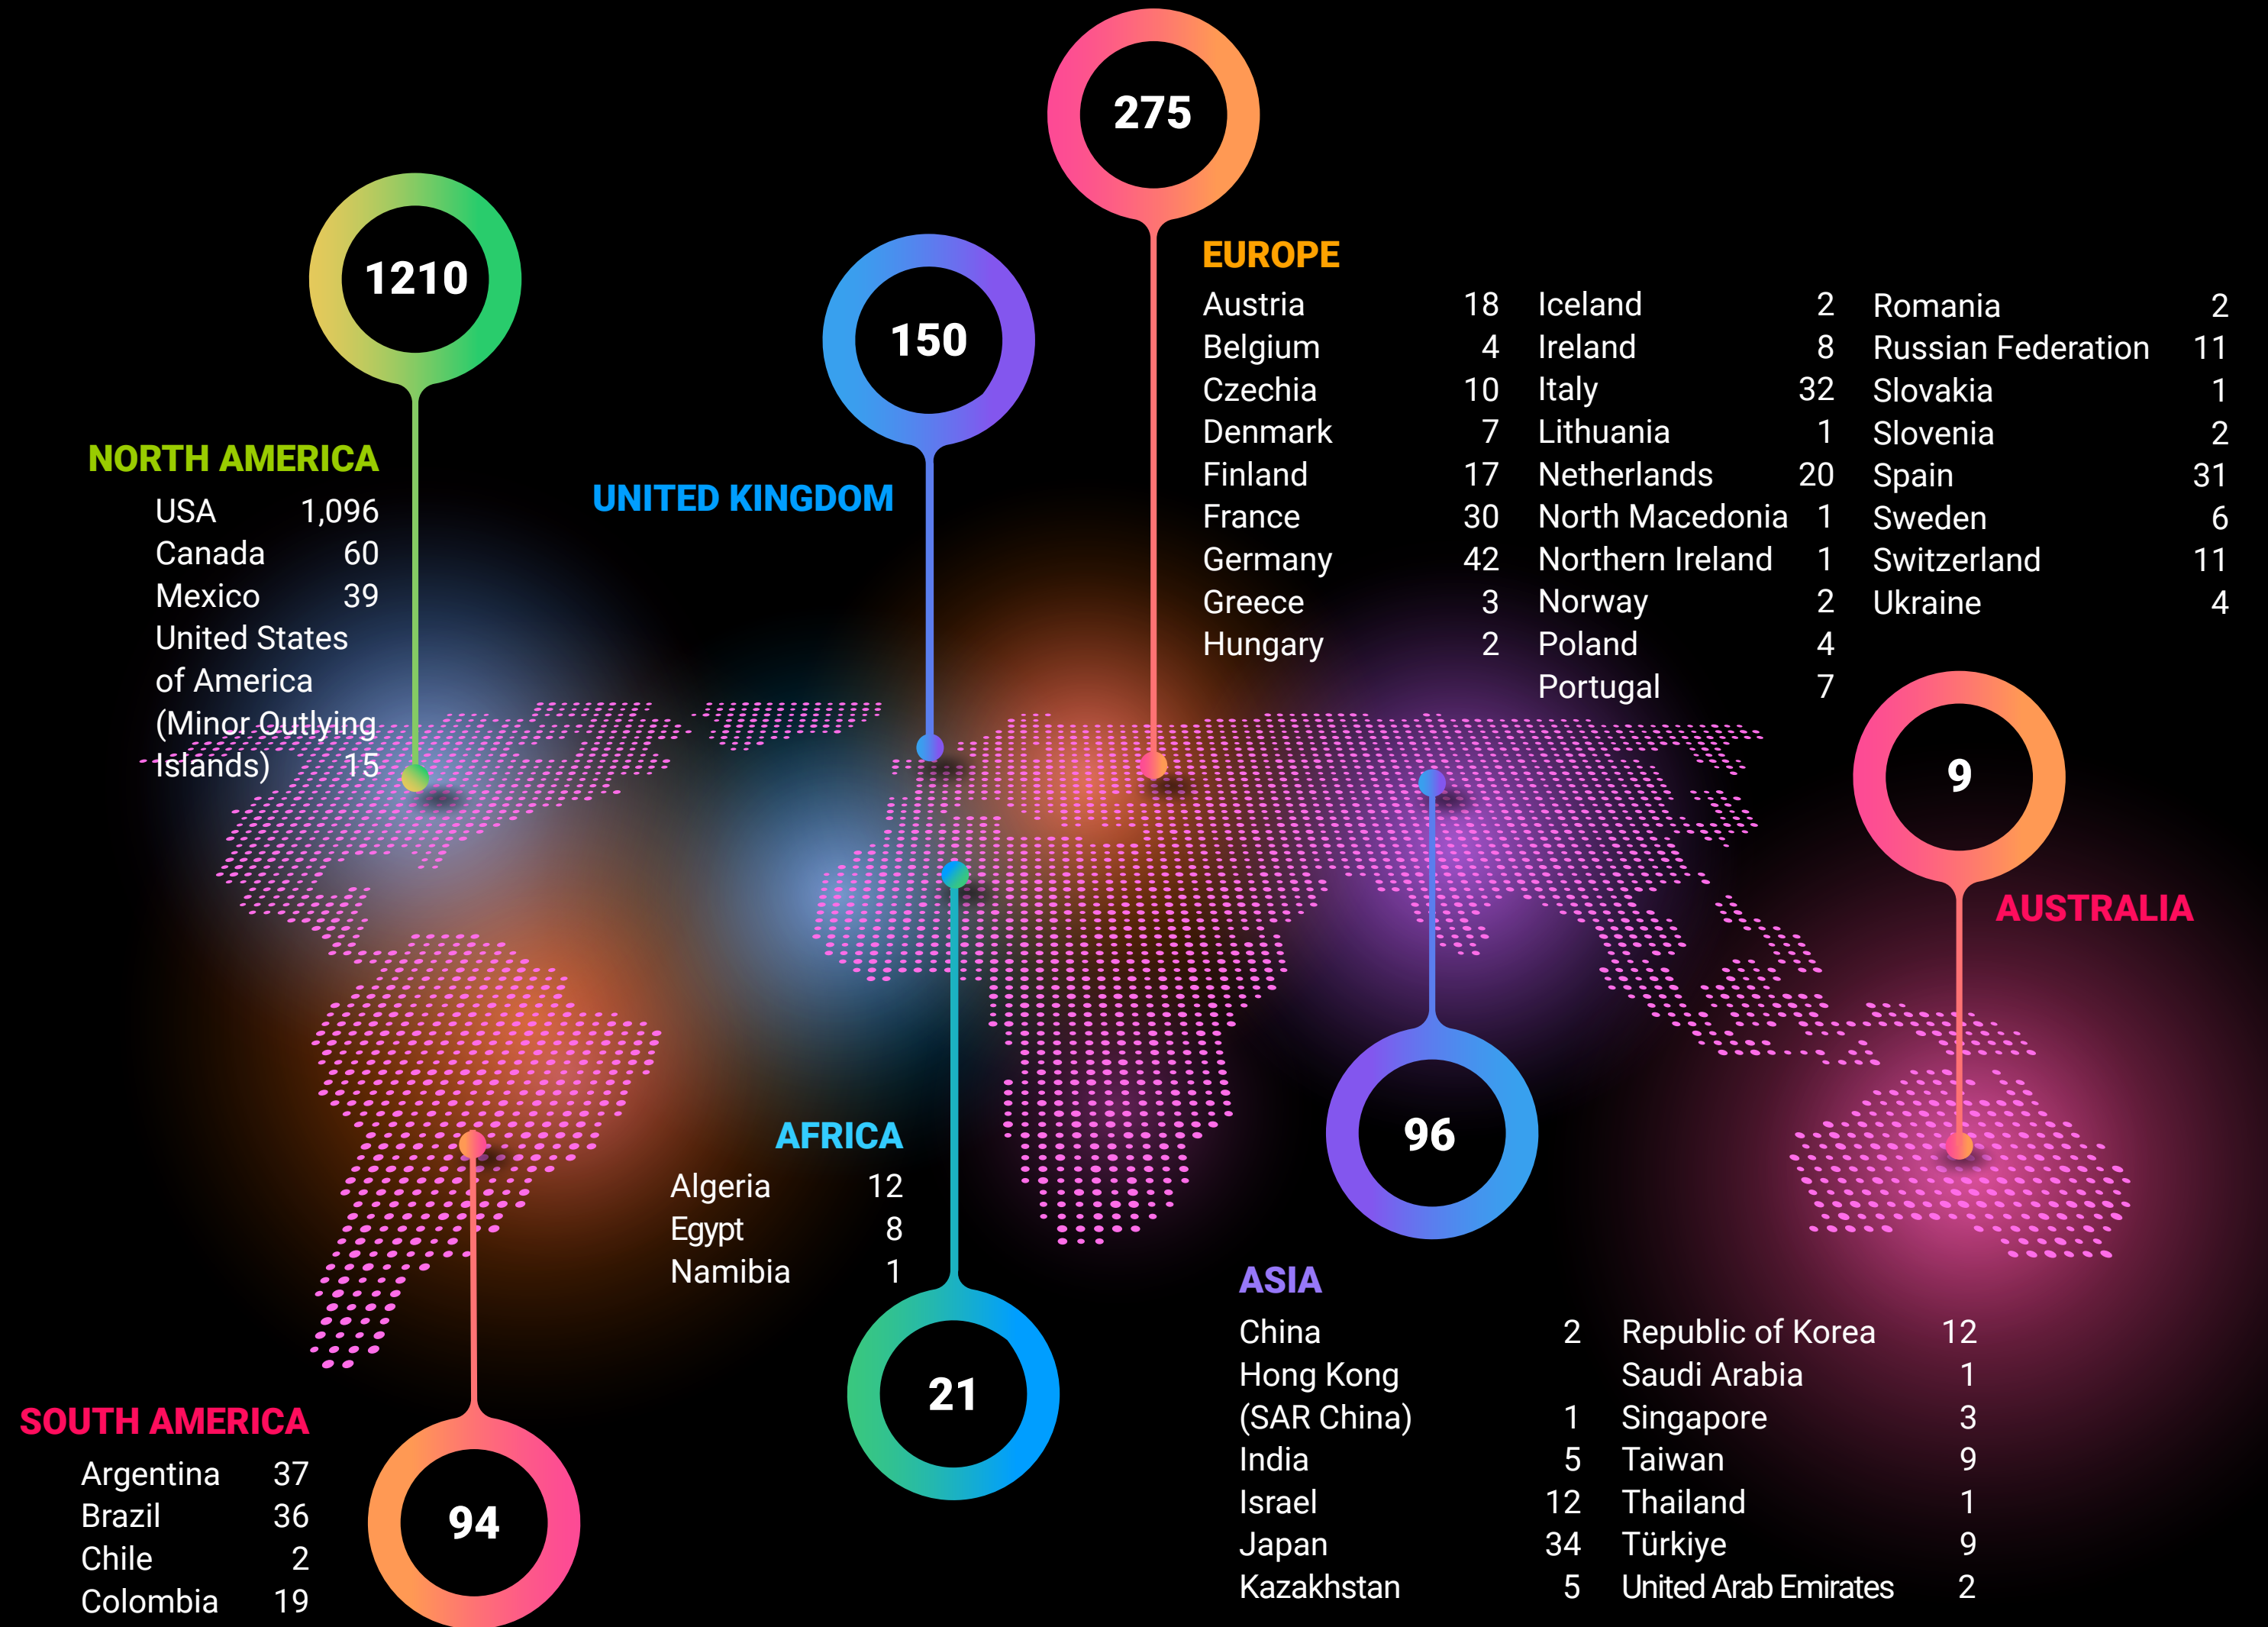 275
1210
150
NORTH AMERICA
USA 1,096
Canada 60
Mexico 39
United States
of America
(Minor Outlying
Islands) 15
UNITED KINGDOM
EUROPE
Austria 18
Belgium 4
Czechia 10
Denmark 7
Finland 17
France 30
Germany 42
Greece 3
Hungary 2
Iceland 2
Ireland 8
Italy 32
Lithuania 1
Netherlands 20
North Macedonia 1
Northern Ireland 1
Norway 2
Poland 4
Portugal 7
Romania 2
Russian Federation 11
Slovakia 1
Slovenia 2
Spain 31
Sweden 6
Switzerland 11
Ukraine 4
9
AUSTRALIA
AFRICA
Algeria 12
Egypt 8
Namibia 1
21
96
ASIA
China 2
Hong Kong
(SAR China) 1
India 5
Israel 12
Japan 34
Kazakhstan 5
Republic of Korea 12
Saudi Arabia 1
Singapore 3
Taiwan 9
Thailand 1
Türkiye 9
United Arab Emirates 2
SOUTH AMERICA
Argentina 37
Brazil 36
Chile 2
Colombia 19
94